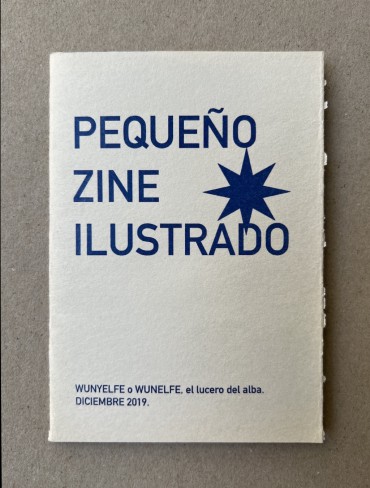 PEQUEÑO
ZINE
ILUSTRADO
WUNYELFE o WUNELFE, el lucero del alba.
DICIEMBRE 2019.